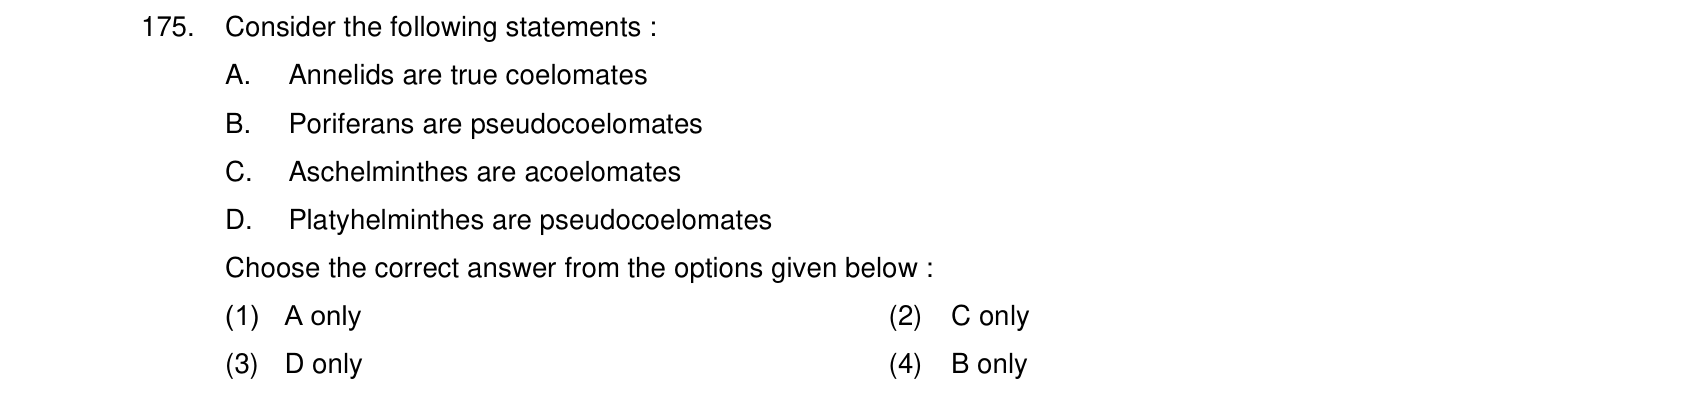 175. Consider the following statements :
A. Annelids are true coelomates
B. Poriferans are pseudocoelomates
C. Aschelminthes are acoelomates
D. Platyhelminthes are pseudocoelomates
Choose the correct answer from the options given below :
(1) A only (2) C only
(3) D only (4) B only